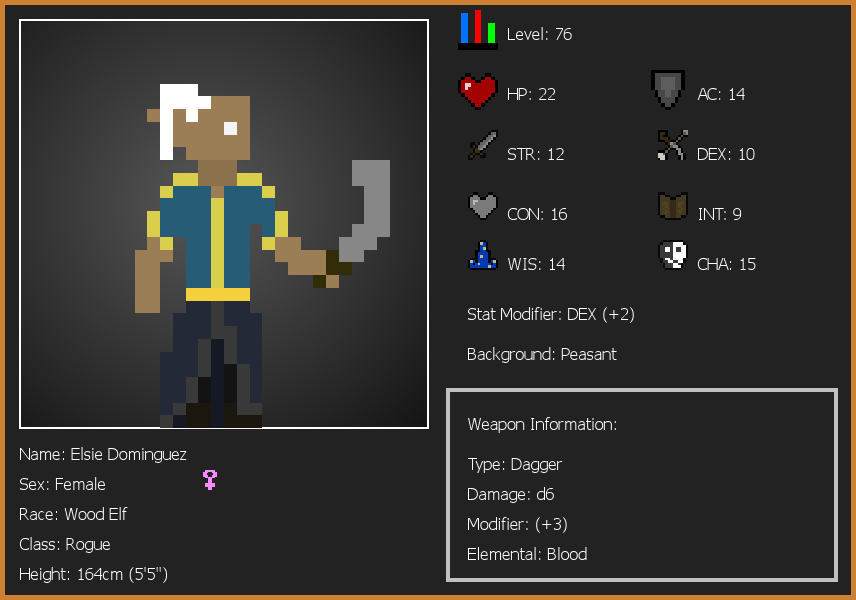 Level: 76
HP: 22
AC: 14
STR: 12
DEX: 10
CON: 16
INT: 9
WIS: 14
CHA: 15
Stat Modifier: DEX (+2)
Background: Peasant
Weapon Information:
Type: Dagger
Damage: d6
Modifier: (+3)
Elemental: Blood
Name: Elsie Dominguez
Sex: Female
Race: Wood Elf
Class: Rogue
Height: 164cm (5'5")